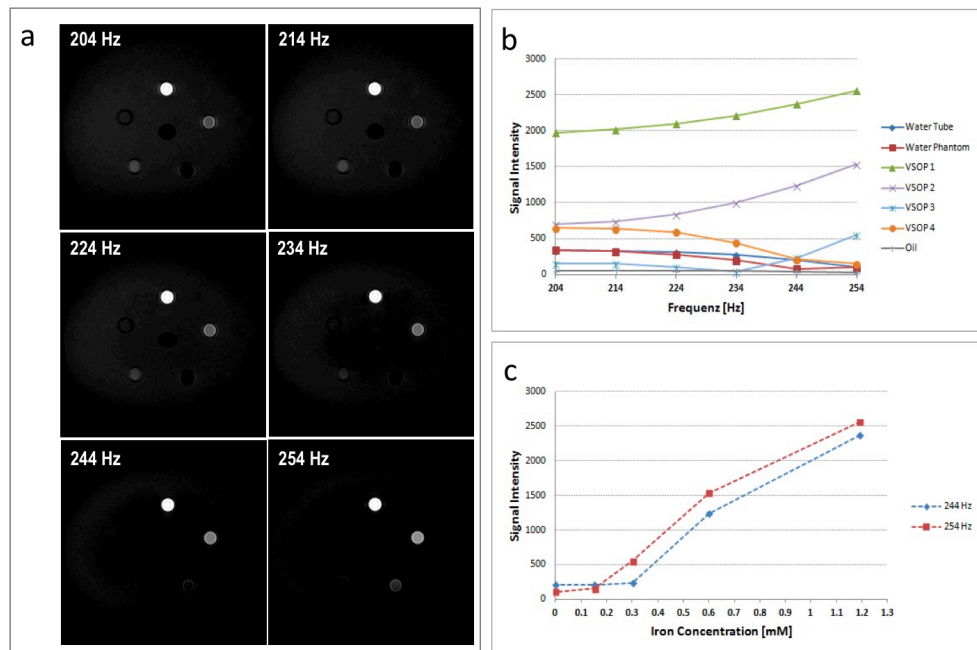 a
204 Hz
214 Hz
224 Hz
234 Hz
244 Hz
254 Hz
b
3000
2500
2000
1500
1000
500
0
204 214 224 234 244 254
Signal Intensity
Frequenz [Hz]
Water Tube
Water Phantom
VSOP 1
VSOP 2
VSOP 3
VSOP 4
Oil
c
3000
2500
2000
1500
1000
500
0
0 0.1 0.2 0.3 0.4 0.5 0.6 0.7 0.8 0.9 1.0 1.1 1.2 1.3
Signal Intensity
Iron Concentration [mM]
244 Hz
254 Hz